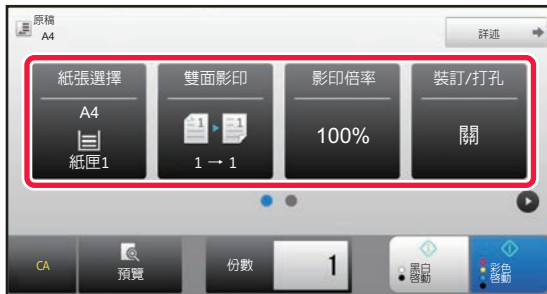 原稿
A4
詳述
紙張選擇
A4
紙匣1
雙面影印
1 1
1 → 1
影印倍率
100%
裝訂/打孔
關
CA
預覽
份數
1
黑白
啓動
彩色
啓動